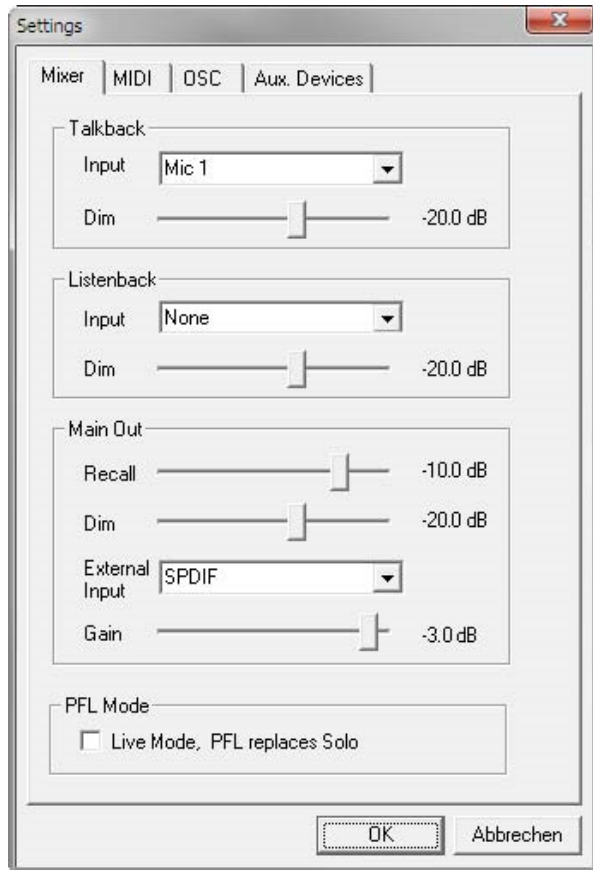 Settings
Mixer MIDI OSC Aux. Devices
Talkback
Input Mic 1
Dim -20.0 dB
Listenback
Input None
Dim -20.0 dB
Main Out
Recall -10.0 dB
Dim -20.0 dB
External
Input SPDIF
Gain -3.0 dB
PFL Mode
Live Mode, PFL replaces Solo
OK Abbrechen